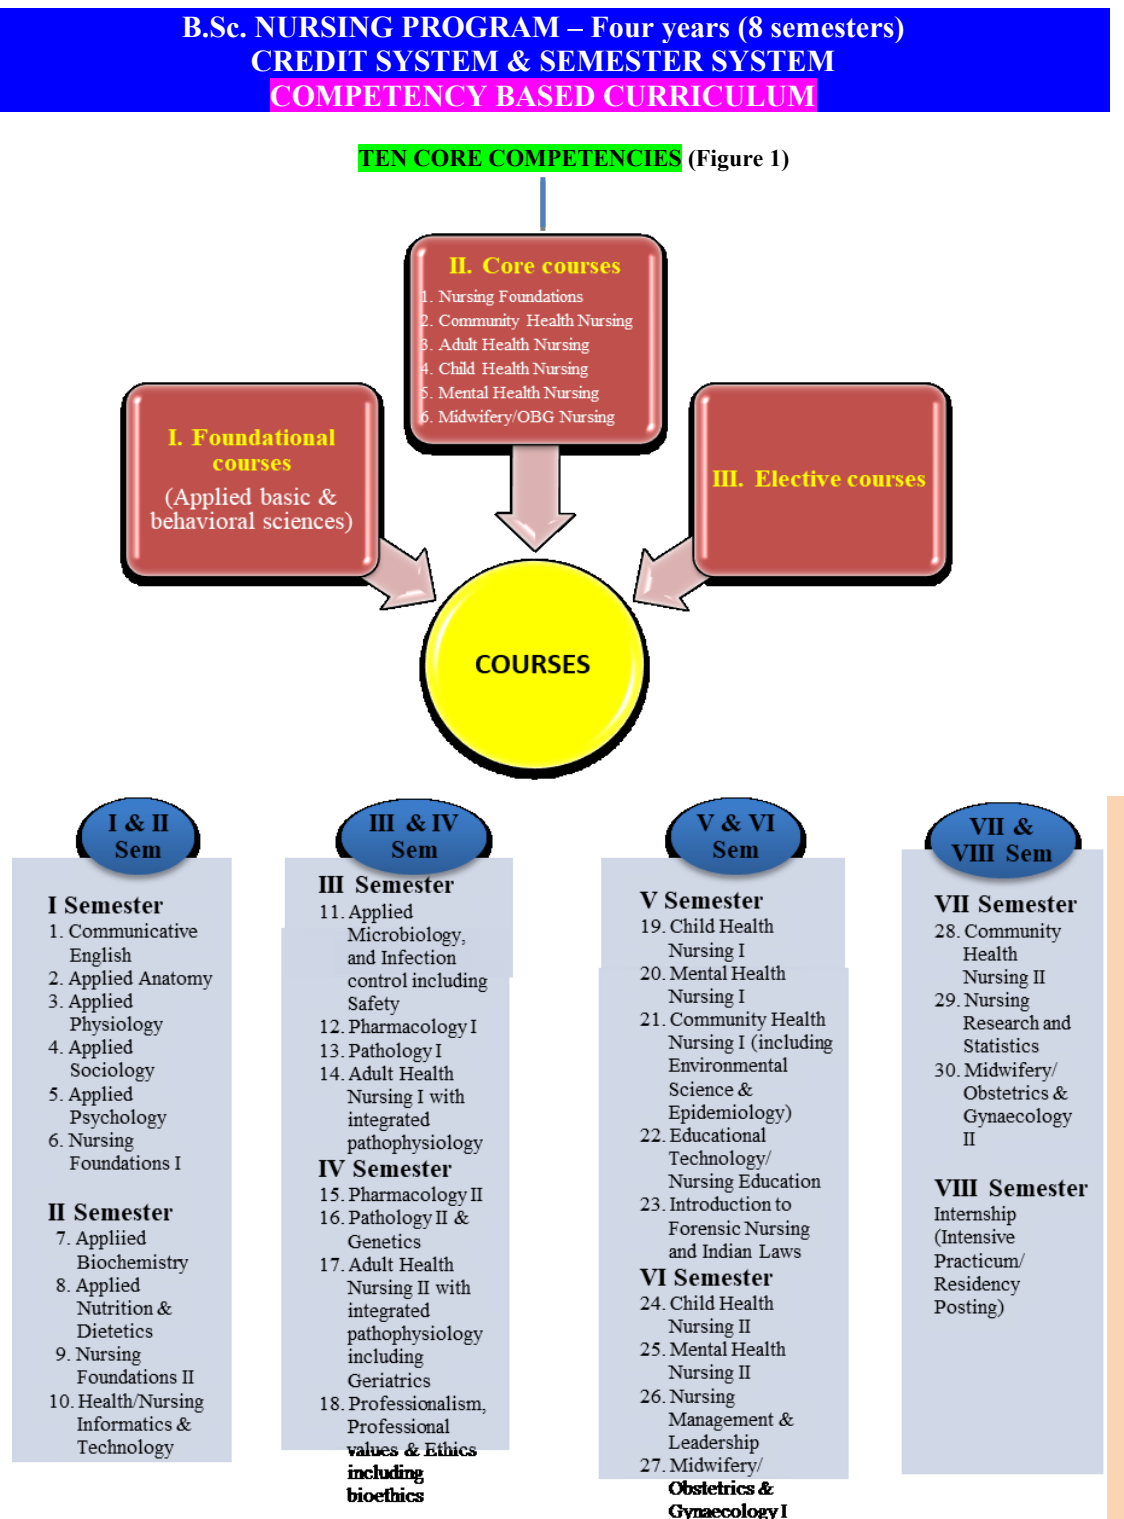 B.Sc. NURSING PROGRAM – Four years (8 semesters)
CREDIT SYSTEM & SEMESTER SYSTEM
COMPETENCY BASED CURRICULUM
TEN CORE COMPETENCIES (Figure 1)
II. Core courses
1. Nursing Foundations
2. Community Health Nursing
3. Adult Health Nursing
4. Child Health Nursing
5. Mental Health Nursing
6. Midwifery/OBG Nursing
I. Foundational
courses
(Applied basic &
behavioral sciences)
III. Elective courses
COURSES
I & II
Sem
I Semester
1. Communicative
English
2. Applied Anatomy
3. Applied
Physiology
4. Applied
Sociology
5. Applied
Psychology
6. Nursing
Foundations I
II Semester
7. Appliied
Biochemistry
8. Applied
Nutrition &
Dietetics
9. Nursing
Foundations II
10. Health/Nursing
Informatics &
Technology
III & IV
Sem
III Semester
11. Applied
Microbiology,
and Infection
control including
Safety
12. Pharmacology I
13. Pathology I
14. Adult Health
Nursing I with
integrated
pathophysiology
IV Semester
15. Pharmacology II
16. Pathology II &
Genetics
17. Adult Health
Nursing II with
integrated
pathophysiology
including
Geriatrics
18. Professionalism,
Professional
values & Ethics
including
bioethics
V & VI
Sem
V Semester
19. Child Health
Nursing I
20. Mental Health
Nursing I
21. Community Health
Nursing I (including
Environmental
Science &
Epidemiology)
22. Educational
Technology/
Nursing Education
23. Introduction to
Forensic Nursing
and Indian Laws
VI Semester
24. Child Health
Nursing II
25. Mental Health
Nursing II
26. Nursing
Management &
Leadership
27. Midwifery/
Obstetrics &
Gynaecology I
VII &
VIII Sem
VII Semester
28. Community
Health
Nursing II
29. Nursing
Research and
Statistics
30. Midwifery/
Obstetrics &
Gynaecology
II
VIII Semester
Internship
(Intensive
Practicum/
Residency
Posting)